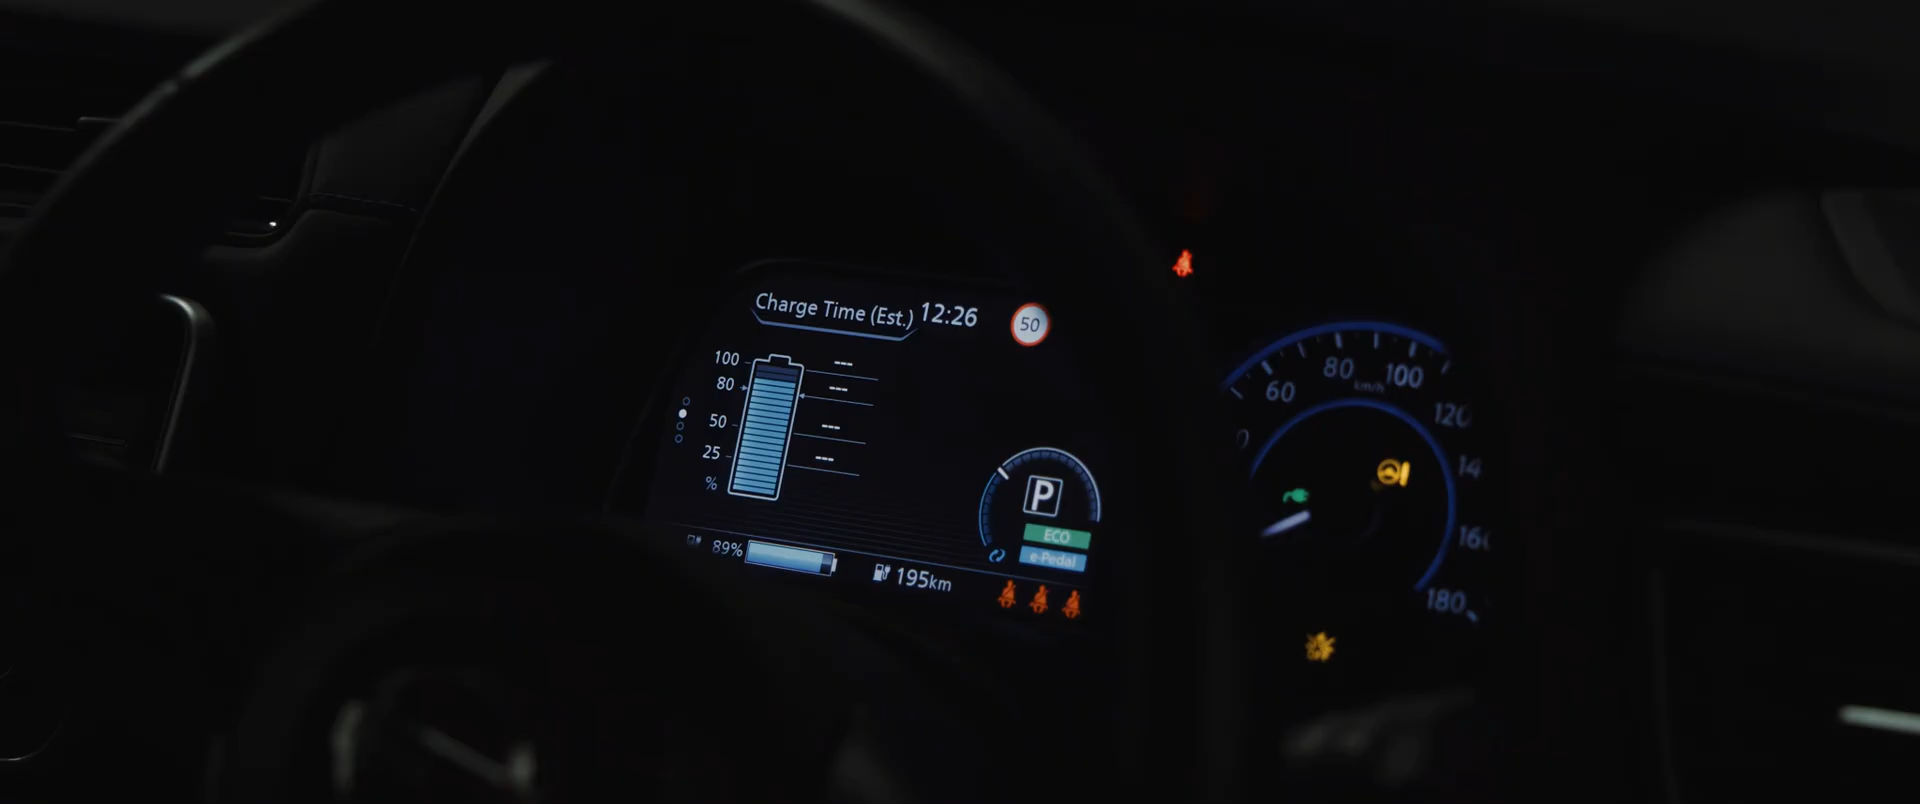 Charge Time (Est.) 12:26
50
100 ---
80 ---
50 ---
25 ---
%
P
ECO
e-Pedal
89%
195km
60
80
100
km/h
120
160
180